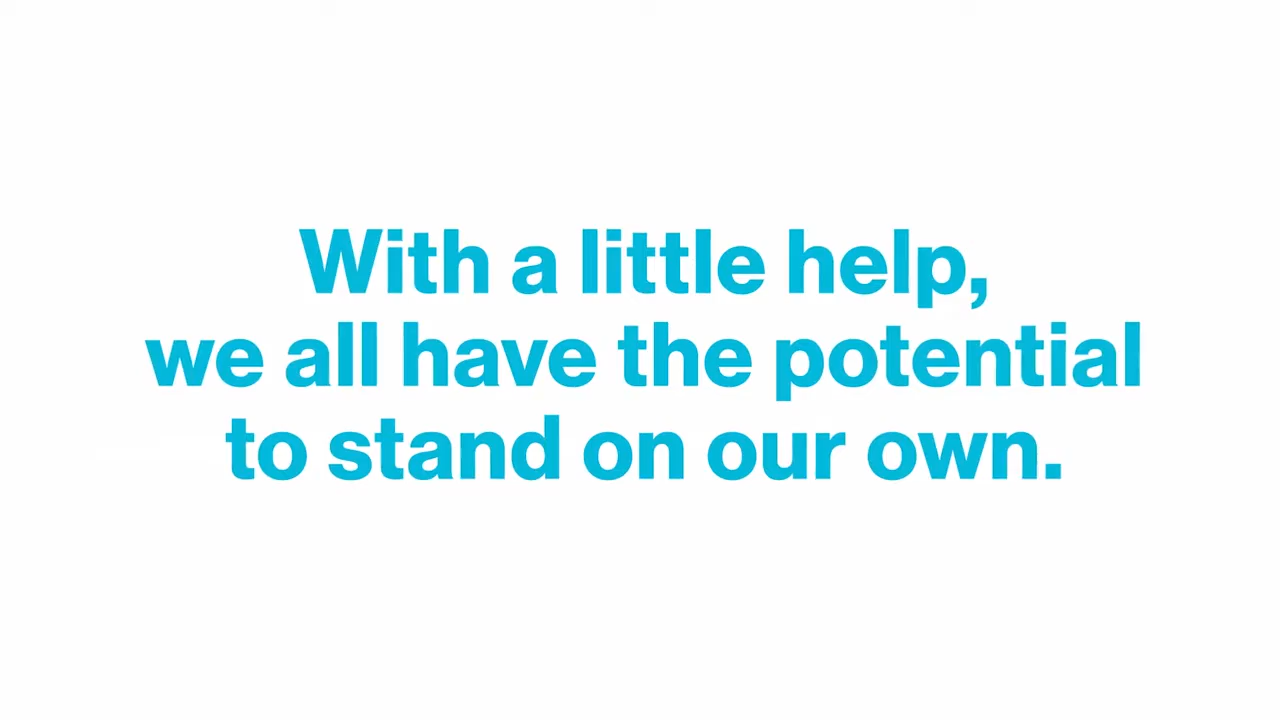 With a little help,
we all have the potential
to stand on our own.